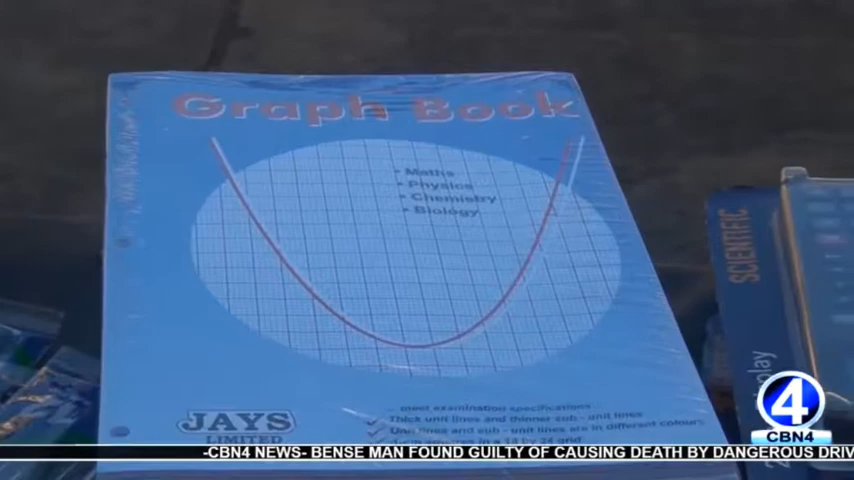 Graph Book
• Maths
• Physics
• Chemistry
• Biology
SCIENTIFIC
play
... meet examination specifications
Thick unit lines and thinner sub - unit lines
Unit lines and sub - unit lines are in different colours
JAYS
LIMITED
4
CBN4
-CBN4 NEWS- BENSE MAN FOUND GUILTY OF CAUSING DEATH BY DANGEROUS DRIV